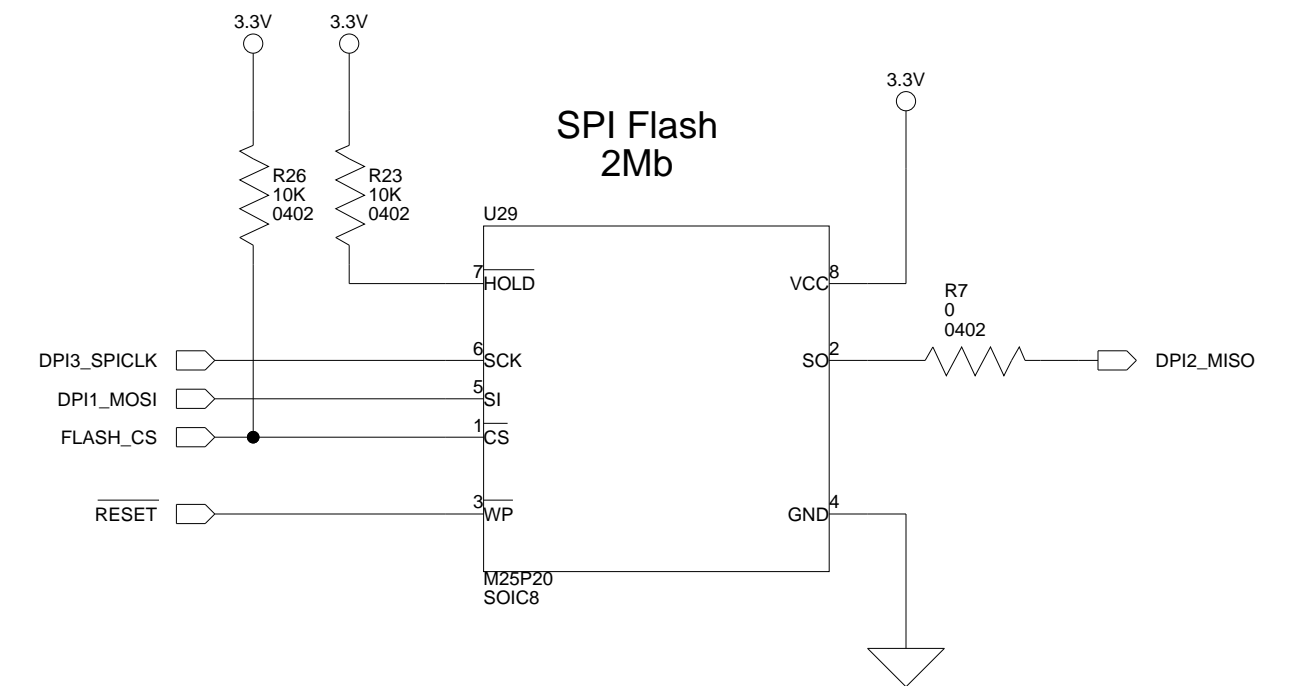 3.3V
3.3V
3.3V
SPI Flash
2Mb
R26
10K
0402
R23
10K
0402
U29
7
HOLD
VCC
8
R7
0
0402
DPI3_SPICLK
6
SCK
SO
2
DPI2_MISO
DPI1_MOSI
5
SI
FLASH_CS
1
CS
RESET
3
WP
GND
4
M25P20
SOIC8